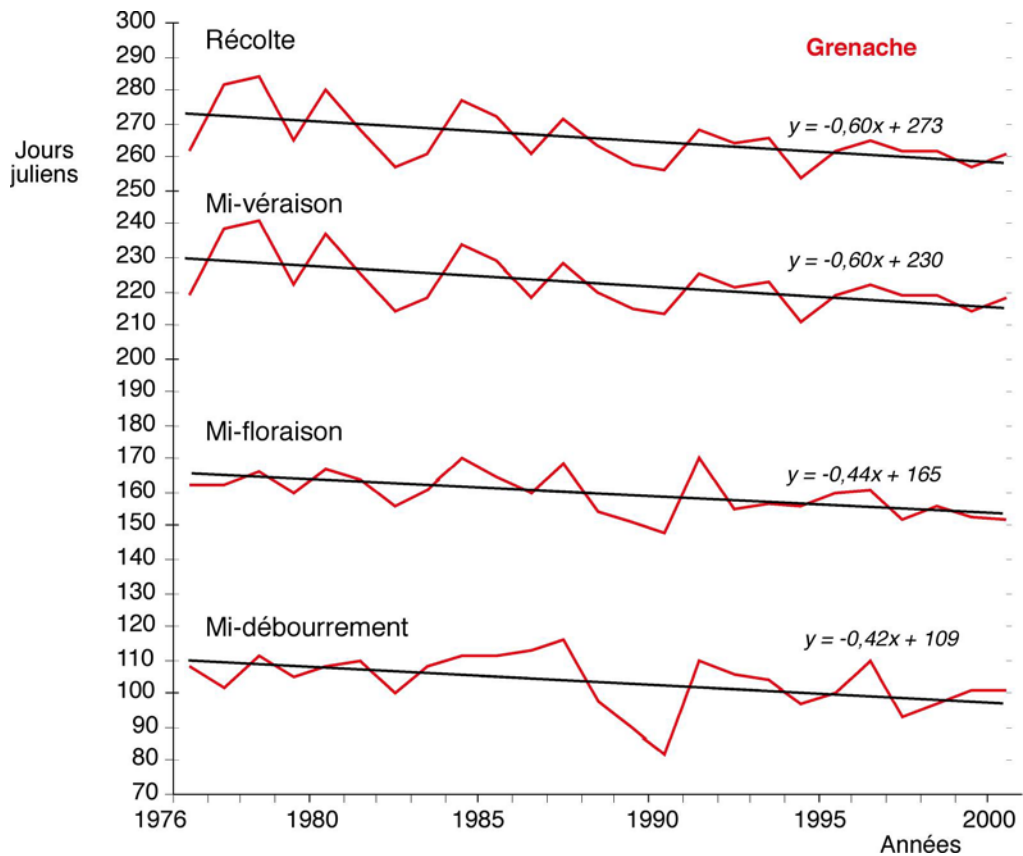 300
Récolte
Grenache
290
280
270
y = -0,60x + 273
Jours
juliens
260
250
Mi-véraison
240
230
y = -0,60x + 230
220
210
200
190
180
Mi-floraison
170
y = -0,44x + 165
160
150
140
130
120
Mi-débourrement
y = -0,42x + 109
110
100
90
80
70
1976 1980 1985 1990 1995 2000
Années